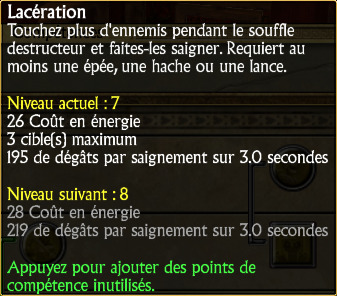 Lacération
Touchez plus d'ennemis pendant le souffle
destructeur et faites-les saigner. Requiert au
moins une épée, une hache ou une lance.
Niveau actuel : 7
26 Coût en énergie
3 cible(s) maximum
195 de dégâts par saignement sur 3.0 secondes
Niveau suivant : 8
28 Coût en énergie
219 de dégâts par saignement sur 3.0 secondes
Appuyez pour ajouter des points de
compétence inutilisés.